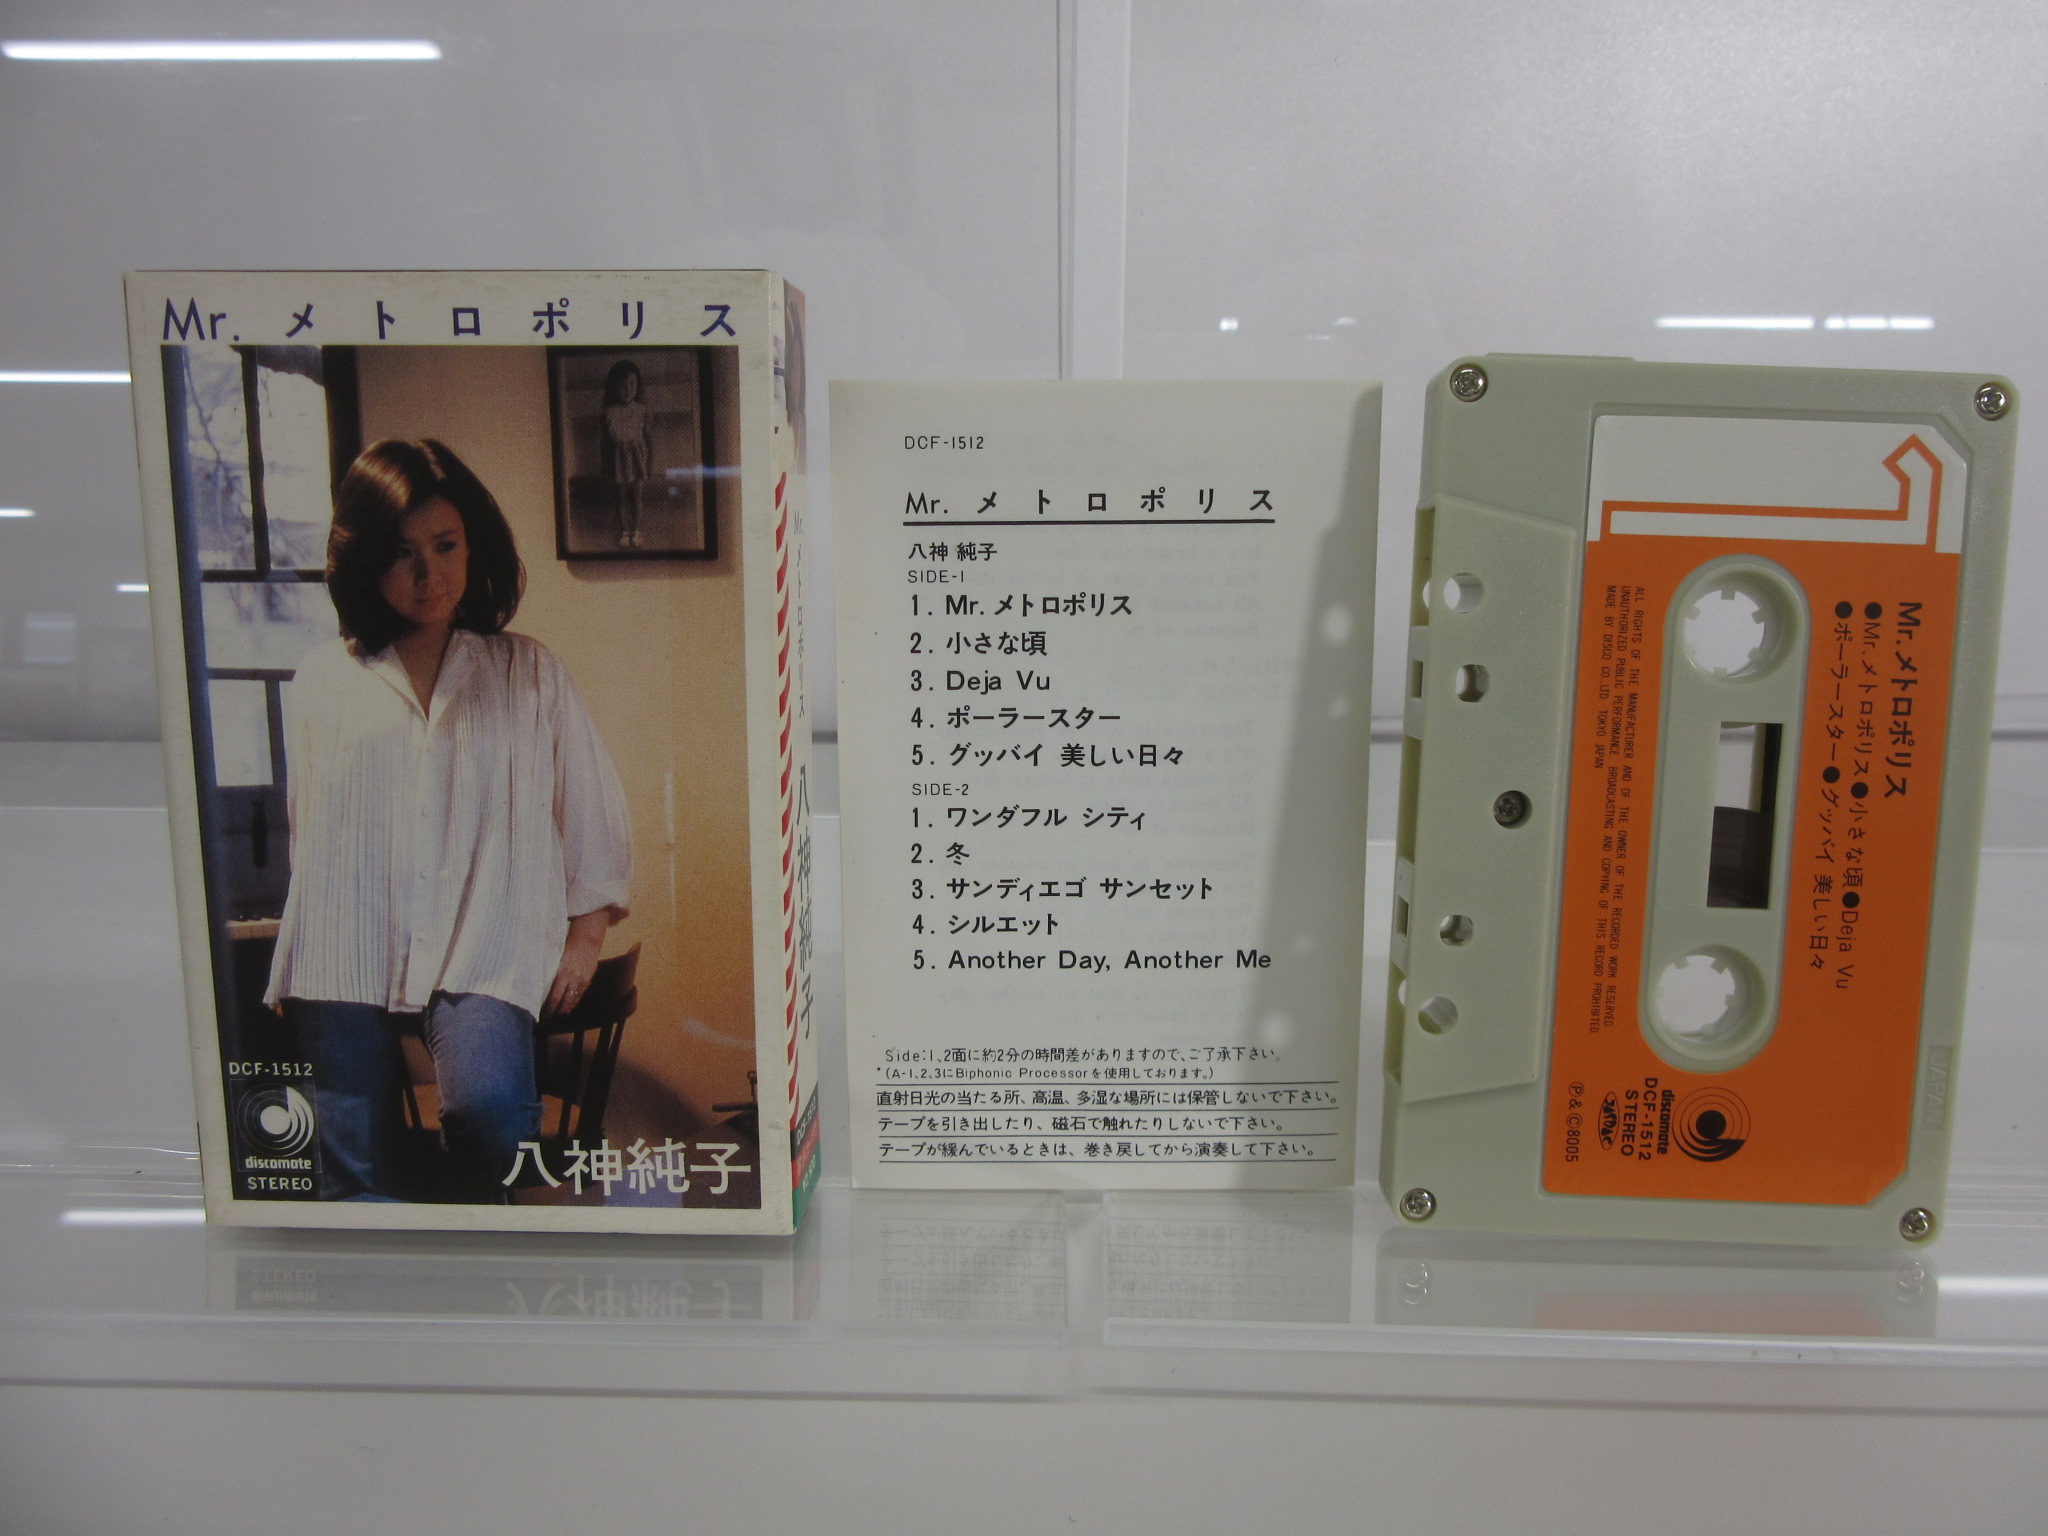 Mr. メトロポリス
DCF-1512
discomate
STEREO
八神純子
Mr. メトロポリス
八神純子
DCF-1512
Mr. メトロポリス
八神 純子
SIDE-1
1. Mr. メトロポリス
2. 小さな頃
3. Deja Vu
4. ポーラースター
5. グッバイ 美しい日々
SIDE-2
1. ワンダフル シティ
2. 冬
3. サンディエゴ サンセット
4. シルエット
5. Another Day, Another Me
Side:1、2面に約2分の時間差がありますので、ご了承下さい。
*(A-1、2、3にBiphonic Processorを使用しております。)
直射日光の当たる所、高温、多湿な場所には保管しないで下さい。
テープを引き出したり、磁石で触れたりしないで下さい。
テープが緩んでいるときは、巻き戻してから演奏して下さい。
1
Mr.メトロポリス
●Mr.メトロポリス●小さな頃●Deja Vu
●ポーラースター●グッバイ 美しい日々
ALL RIGHTS OF THE MANUFACTURER AND OF THE OWNER OF THE RECORDED WORK RESERVED
UNAUTHORIZED PUBLIC PERFORMANCE BROADCASTING AND COPYING OF THIS RECORD PROHIBITED.
MADE BY DISCO CO.,LTD. TOKYO JAPAN
discomate
DCF-1512
STEREO
Ⓟ&Ⓒ8005
JAPAN